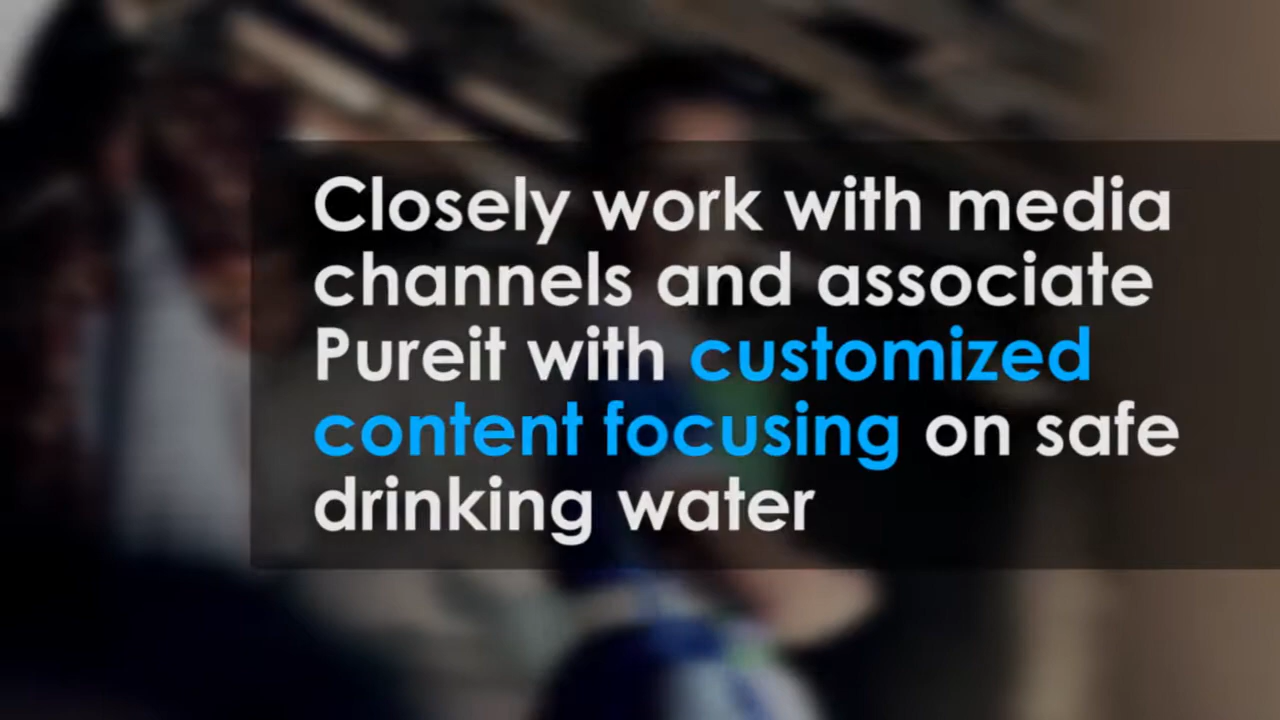 Closely work with media
channels and associate
Pureit with customized
content focusing on safe
drinking water